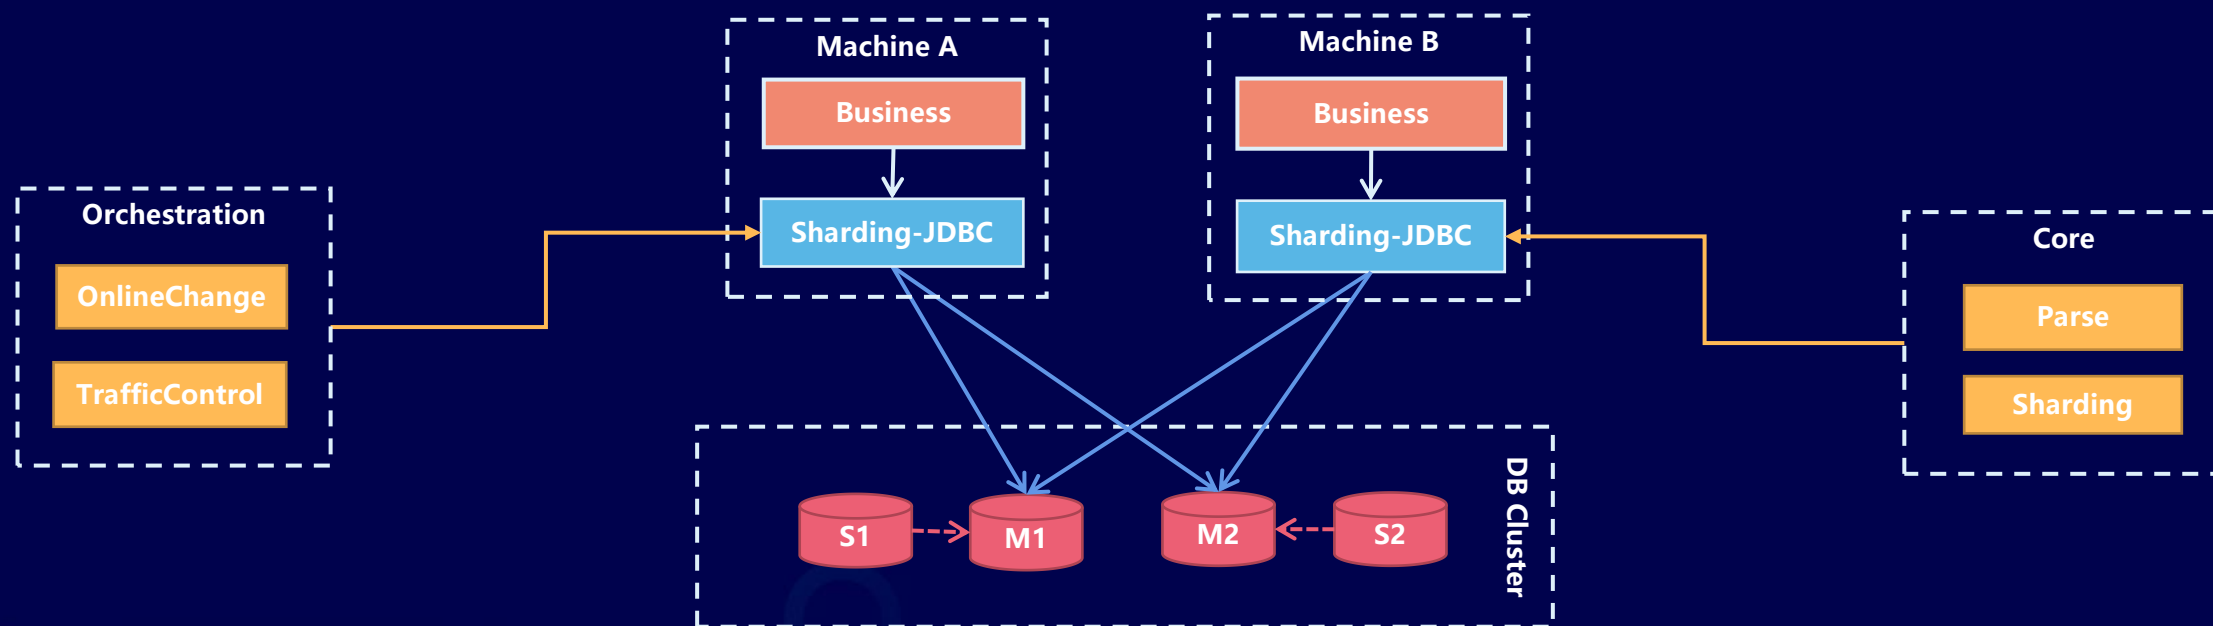 Machine A
Business
Sharding-JDBC
Machine B
Business
Sharding-JDBC
Orchestration
OnlineChange
TrafficControl
Core
Parse
Sharding
DB Cluster
S1
M1
M2
S2